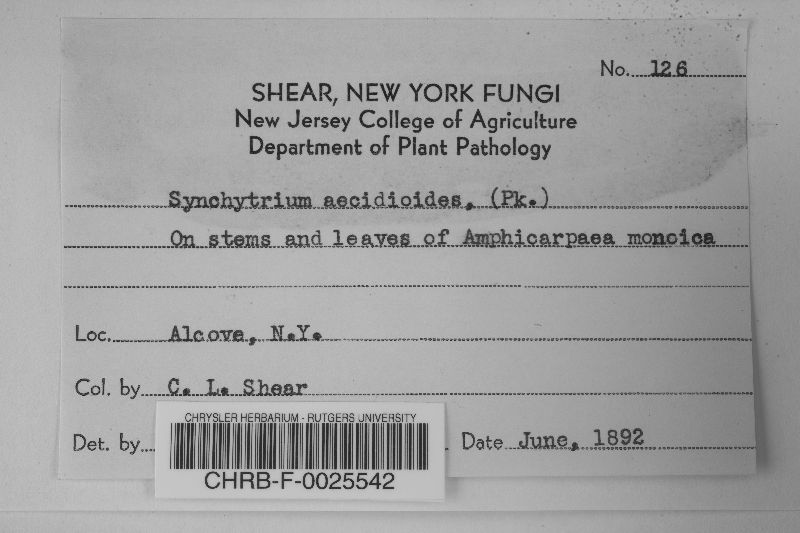 No. 126
SHEAR, NEW YORK FUNGI
New Jersey College of Agriculture
Department of Plant Pathology
Synchytrium aecidioides, (Pk.)
On stems and leaves of Amphicarpaea monoica
Loc. Alcove, N.Y.
Col. by C. L. Shear
Det. by
Date June, 1892
CHRYSLER HERBARIUM - RUTGERS UNIVERSITY
CHRB-F-0025542